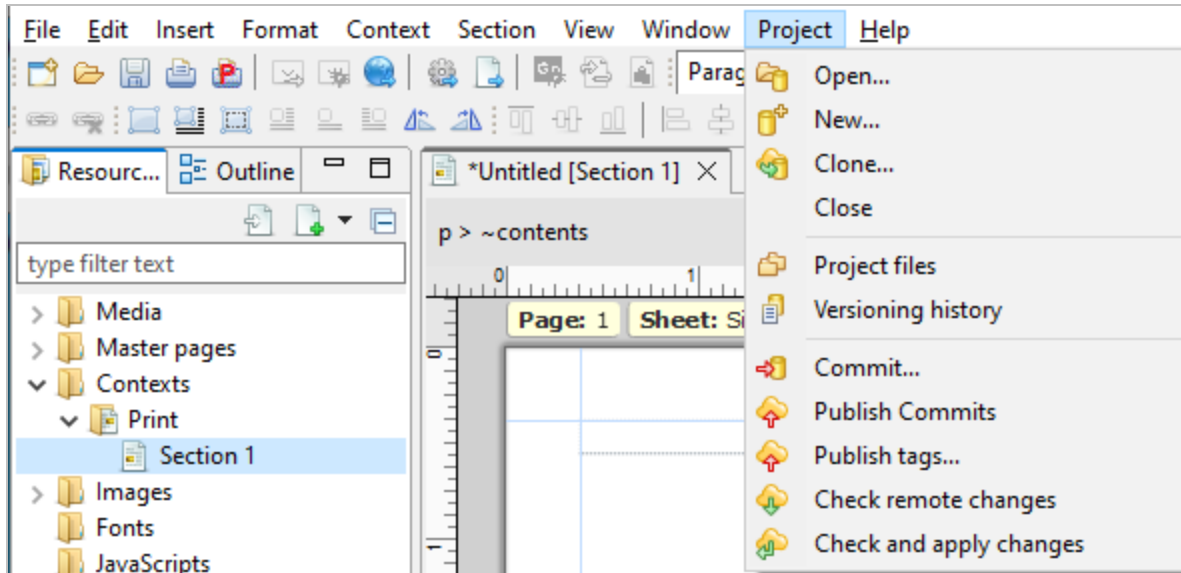 File Edit Insert Format Context Section View Window Project Help
Parag
Open...
New...
Clone...
Close
Project files
Versioning history
Commit...
Publish Commits
Publish tags...
Check remote changes
Check and apply changes
Resourc... Outline
type filter text
Media
Master pages
Contexts
Print
Section 1
Images
Fonts
JavaScripts
*Untitled [Section 1]
p > ~contents
0 1
Page: 1 Sheet: Si
0
1